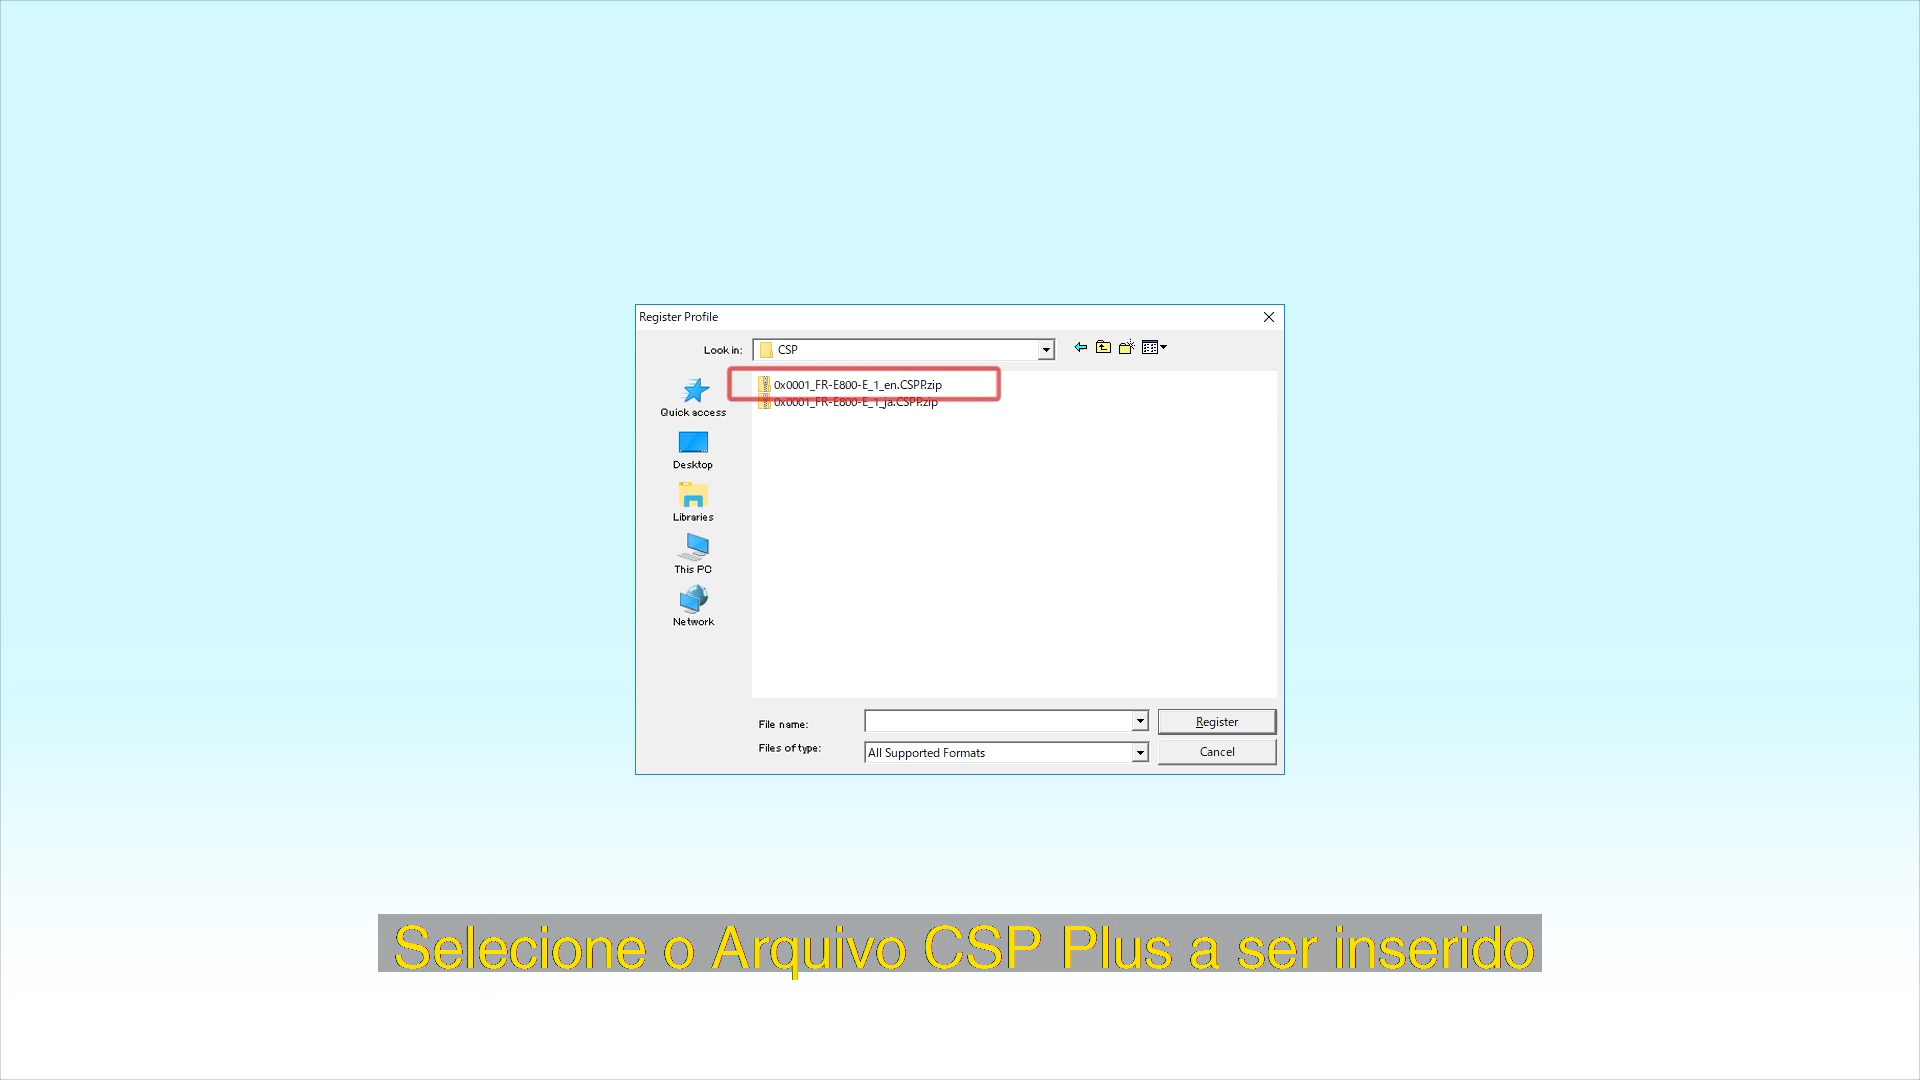 Register Profile
Look in: CSP
0x0001_FR-E800-E_1_en.CSPP.zip
0x0001_FR-E800-E_1_ja.CSPP.zip
Quick access
Desktop
Libraries
This PC
Network
File name:
Register
Files of type: All Supported Formats
Cancel
Selecione o Arquivo CSP Plus a ser inserido